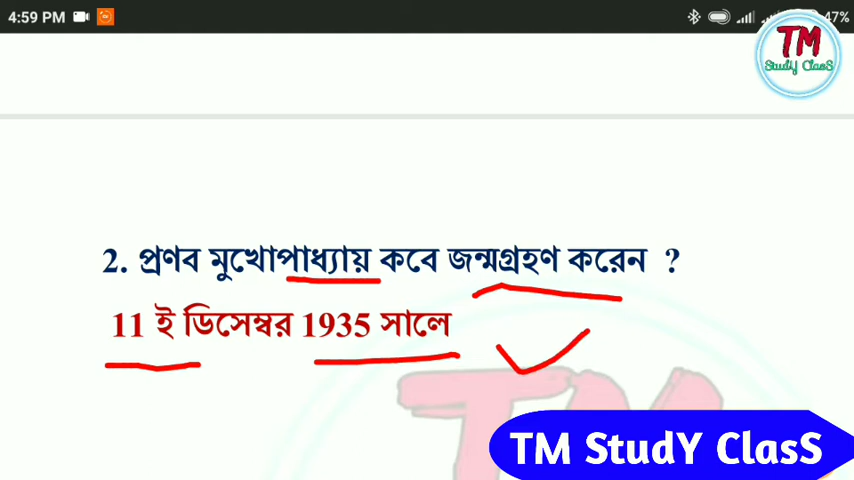 4:59 PM
47%
TM
StudY ClasS
2. প্রণব মুখোপাধ্যায় কবে জন্মগ্রহণ করেন ?
11 ই ডিসেম্বর 1935 সালে
TM
TM StudY ClasS